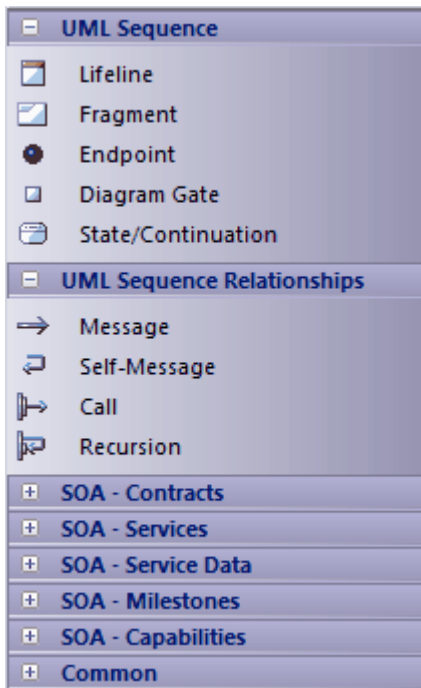 UML Sequence
Lifeline
Fragment
Endpoint
Diagram Gate
State/Continuation
UML Sequence Relationships
Message
Self-Message
Call
Recursion
SOA - Contracts
SOA - Services
SOA - Service Data
SOA - Milestones
SOA - Capabilities
Common